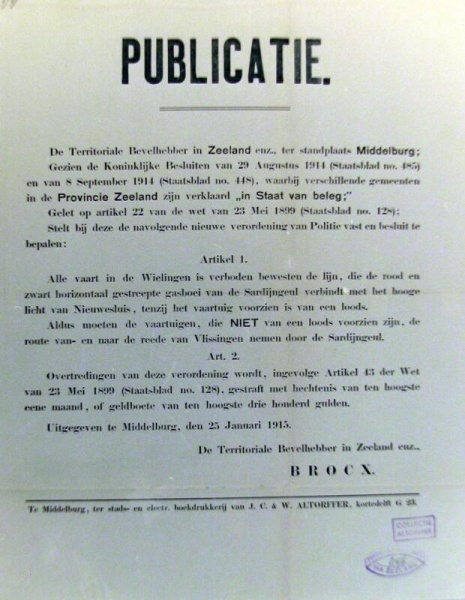 PUBLICATIE.
De Territoriale Bevelhebber in Zeeland enz., ter standplaats Middelburg;
Gezien de Koninklijke Besluiten van 29 Augustus 1914 (Staatsblad no. 485)
en van 8 September 1914 (Staatsblad no. 448), waarbij verschillende gemeenten
in de Provincie Zeeland zijn verklaard „in Staat van beleg;”
Gelet op artikel 22 van de wet van 23 Mei 1899 (Staatsblad no. 128);
Stelt bij deze de navolgende nieuwe verordening van Politie vast en besluit te
bepalen:
Artikel 1.
Alle vaart in de Wielingen is verboden bewesten de lijn, die de rood en
zwart horizontaal gestreepte gasboei van de Sardijngeul verbindt met het hooge
licht van Nieuwesluis, tenzij het vaartuig voorzien is van een loods.
Aldus moeten de vaartuigen, die NIET van een loods voorzien zijn, de
route van- en naar de reede van Vlissingen nemen door de Sardijngeul.
Art. 2.
Overtredingen van deze verordening wordt, ingevolge Artikel 43 der Wet
van 23 Mei 1899 (Staatsblad no. 128), gestraft met hechtenis van ten hoogste
eene maand, of geldboete van ten hoogste drie honderd gulden.
Uitgegeven te Middelburg, den 25 Januari 1915.
De Territoriale Bevelhebber in Zeeland enz.,
BROCX.
Te Middelburg, ter stads- en electr. boekdrukkerij van J. C. & W. ALTORFFER, kortedelft G 23.
COLLECTIE